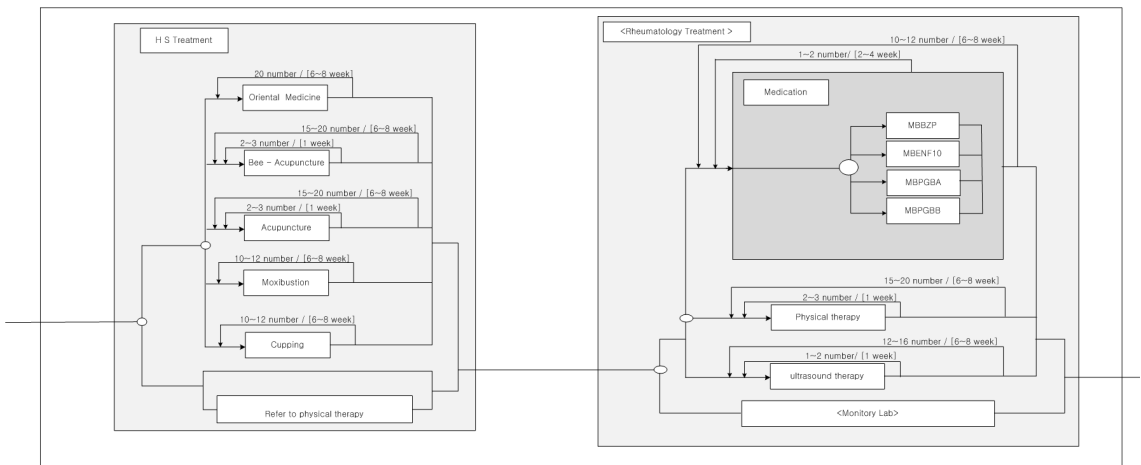 H S Treatment
20 number / [6~8 week]
Oriental Medicine
15~20 number / [6~8 week]
2~3 number / [1 week]
Bee - Acupuncture
15~20 number / [6~8 week]
2~3 number / [1 week]
Acupuncture
10~12 number / [6~8 week]
Moxibustion
10~12 number / [6~8 week]
Cupping
Refer to physical therapy
<Rheumatology Treatment >
10~12 number / [6~8 week]
1~2 number/ [2~4 week]
Medication
MBBZP
MBENF10
MBPGBA
MBPGBB
15~20 number / [6~8 week]
2~3 number / [1 week]
Physical therapy
12~16 number / [6~8 week]
1~2 number/ [1 week]
ultrasound therapy
<Monitory Lab>